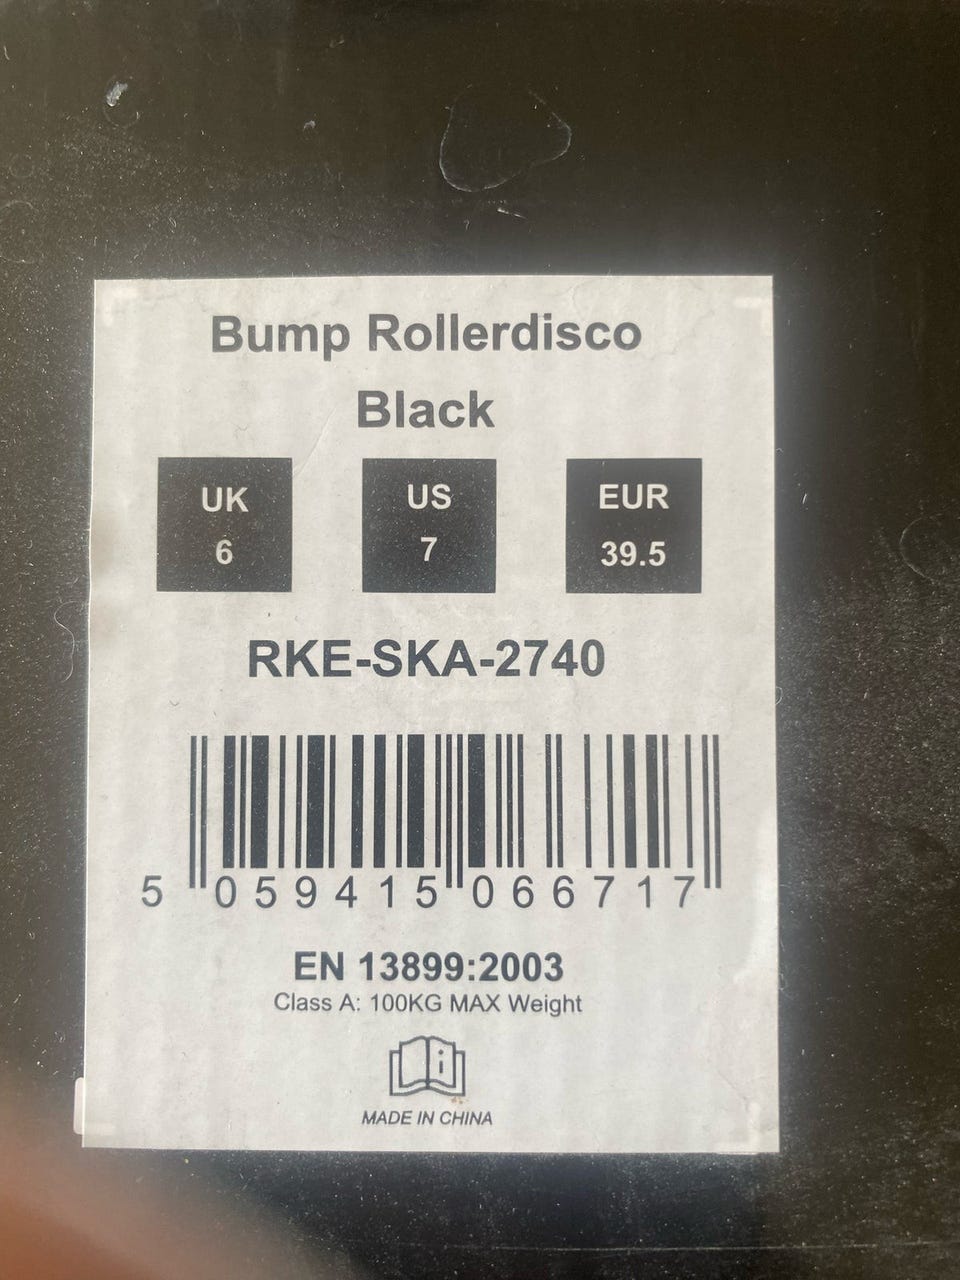 Bump Rollerdisco
Black
UK US EUR
6 7 39.5
RKE-SKA-2740
5 059415 066717
EN 13899:2003
Class A: 100KG MAX Weight
i
MADE IN CHINA